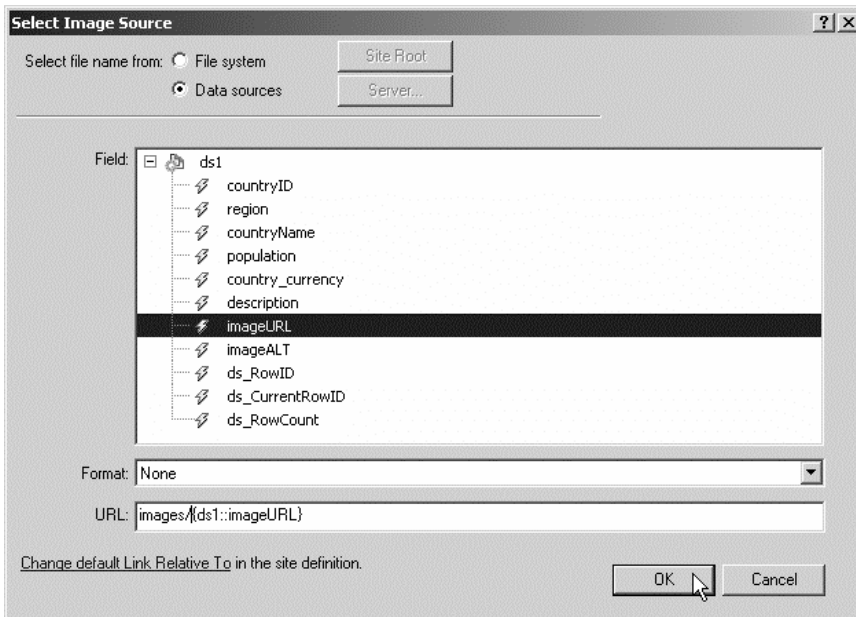 Select Image Source
Select file name from: File system Site Root
Data sources Server...
Field: ds1
countryID
region
countryName
population
country_currency
description
imageURL
imageALT
ds_RowID
ds_CurrentRowID
ds_RowCount
Format: None
URL: images/{ds1::imageURL}
Change default Link Relative To in the site definition.
OK Cancel